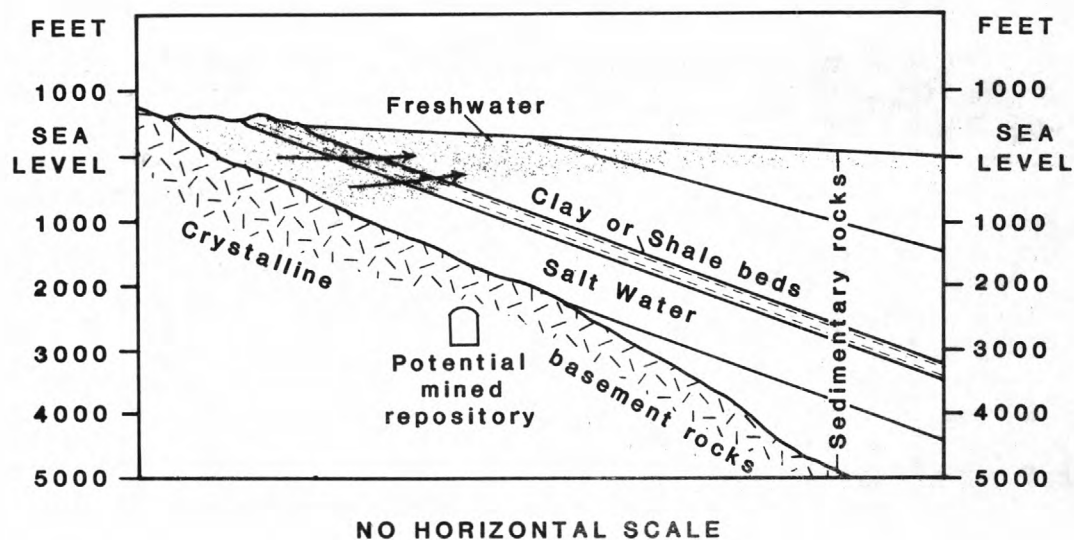 FEET
1000
SEA
LEVEL
1000
2000
3000
4000
5000
Freshwater
Clay or Shale beds
Salt Water
Crystalline
basement rocks
Potential
mined
repository
Sedimentary rocks
FEET
1000
SEA
LEVEL
1000
2000
3000
4000
5000
NO HORIZONTAL SCALE